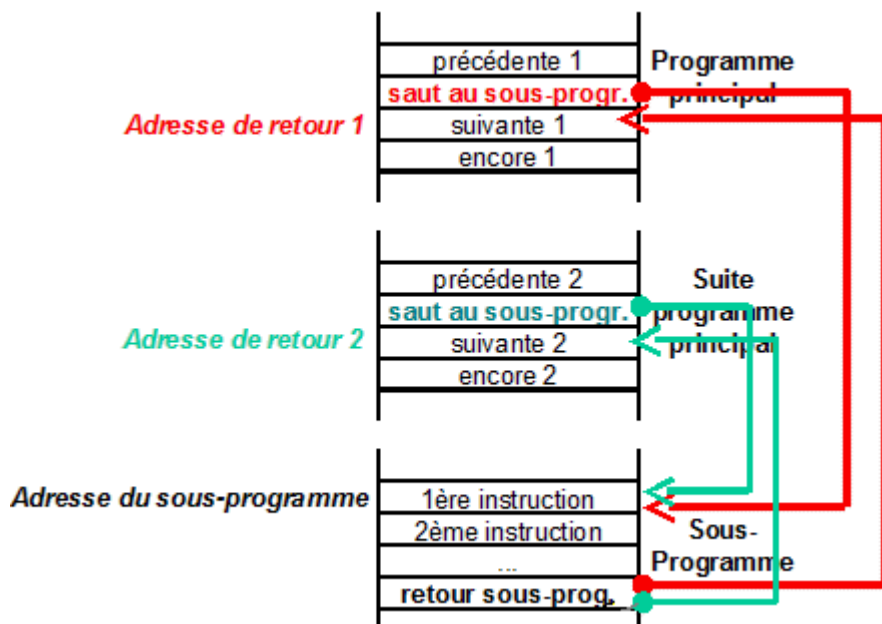 précédente 1
Programme
saut au sous-progr.
principal
Adresse de retour 1
suivante 1
encore 1
précédente 2
Suite
saut au sous-progr.
programme
Adresse de retour 2
suivante 2
principal
encore 2
Adresse du sous-programme
1ère instruction
2ème instruction
Sous-
...
Programme
retour sous-prog.